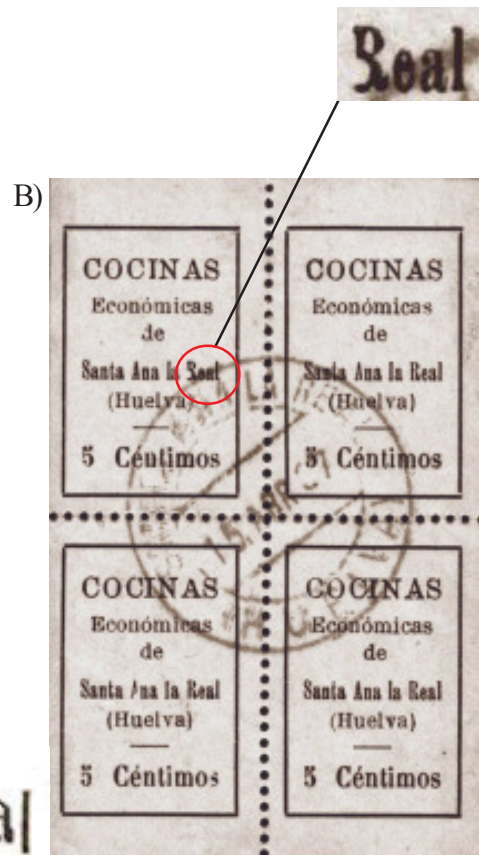 Real
B)
COCINAS
Económicas
de
Santa Ana la Real
(Huelva)
5 Céntimos
COCINAS
Económicas
de
Santa Ana la Real
(Huelva)
5 Céntimos
COCINAS
Económicas
de
Santa Ana la Real
(Huelva)
5 Céntimos
COCINAS
Económicas
de
Santa Ana la Real
(Huelva)
5 Céntimos